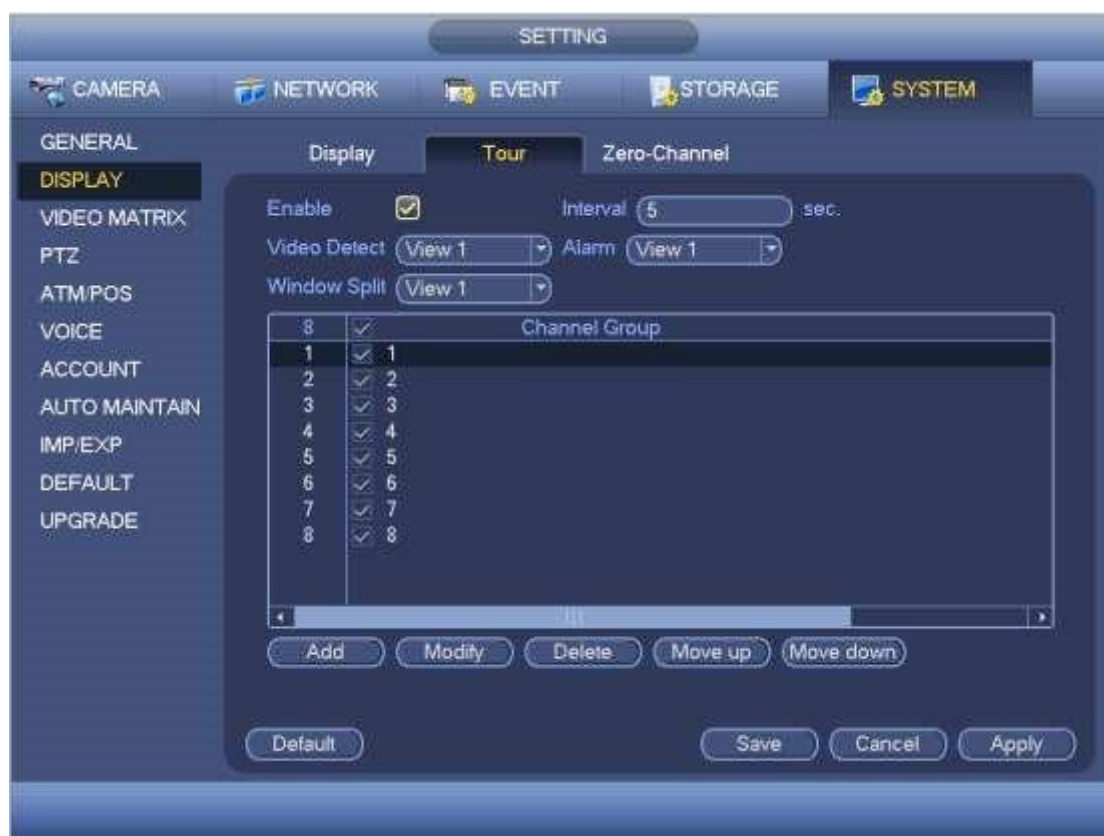 SETTING
CAMERA NETWORK EVENT STORAGE SYSTEM
GENERAL
DISPLAY
VIDEO MATRIX
PTZ
ATM/POS
VOICE
ACCOUNT
AUTO MAINTAIN
IMP/EXP
DEFAULT
UPGRADE
Display Tour Zero-Channel
Enable Interval 5 sec.
Video Detect View 1 Alarm View 1
Window Split View 1
8 Channel Group
1 1
2 2
3 3
4 4
5 5
6 6
7 7
8 8
Add Modify Delete Move up Move down
Default Save Cancel Apply